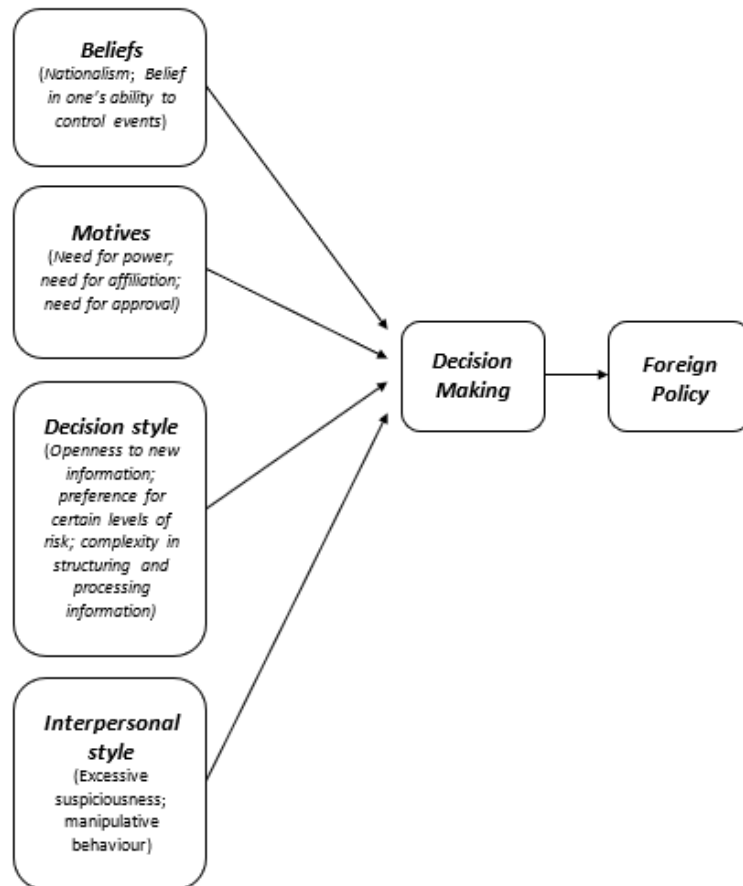 Beliefs
(Nationalism; Belief
in one's ability to
control events)
Motives
(Need for power;
need for affiliation;
need for approval)
Decision style
(Openness to new
information;
preference for
certain levels of
risk; complexity in
structuring and
processing
information)
Interpersonal
style
(Excessive
suspiciousness;
manipulative
behaviour)
Decision
Making
Foreign
Policy